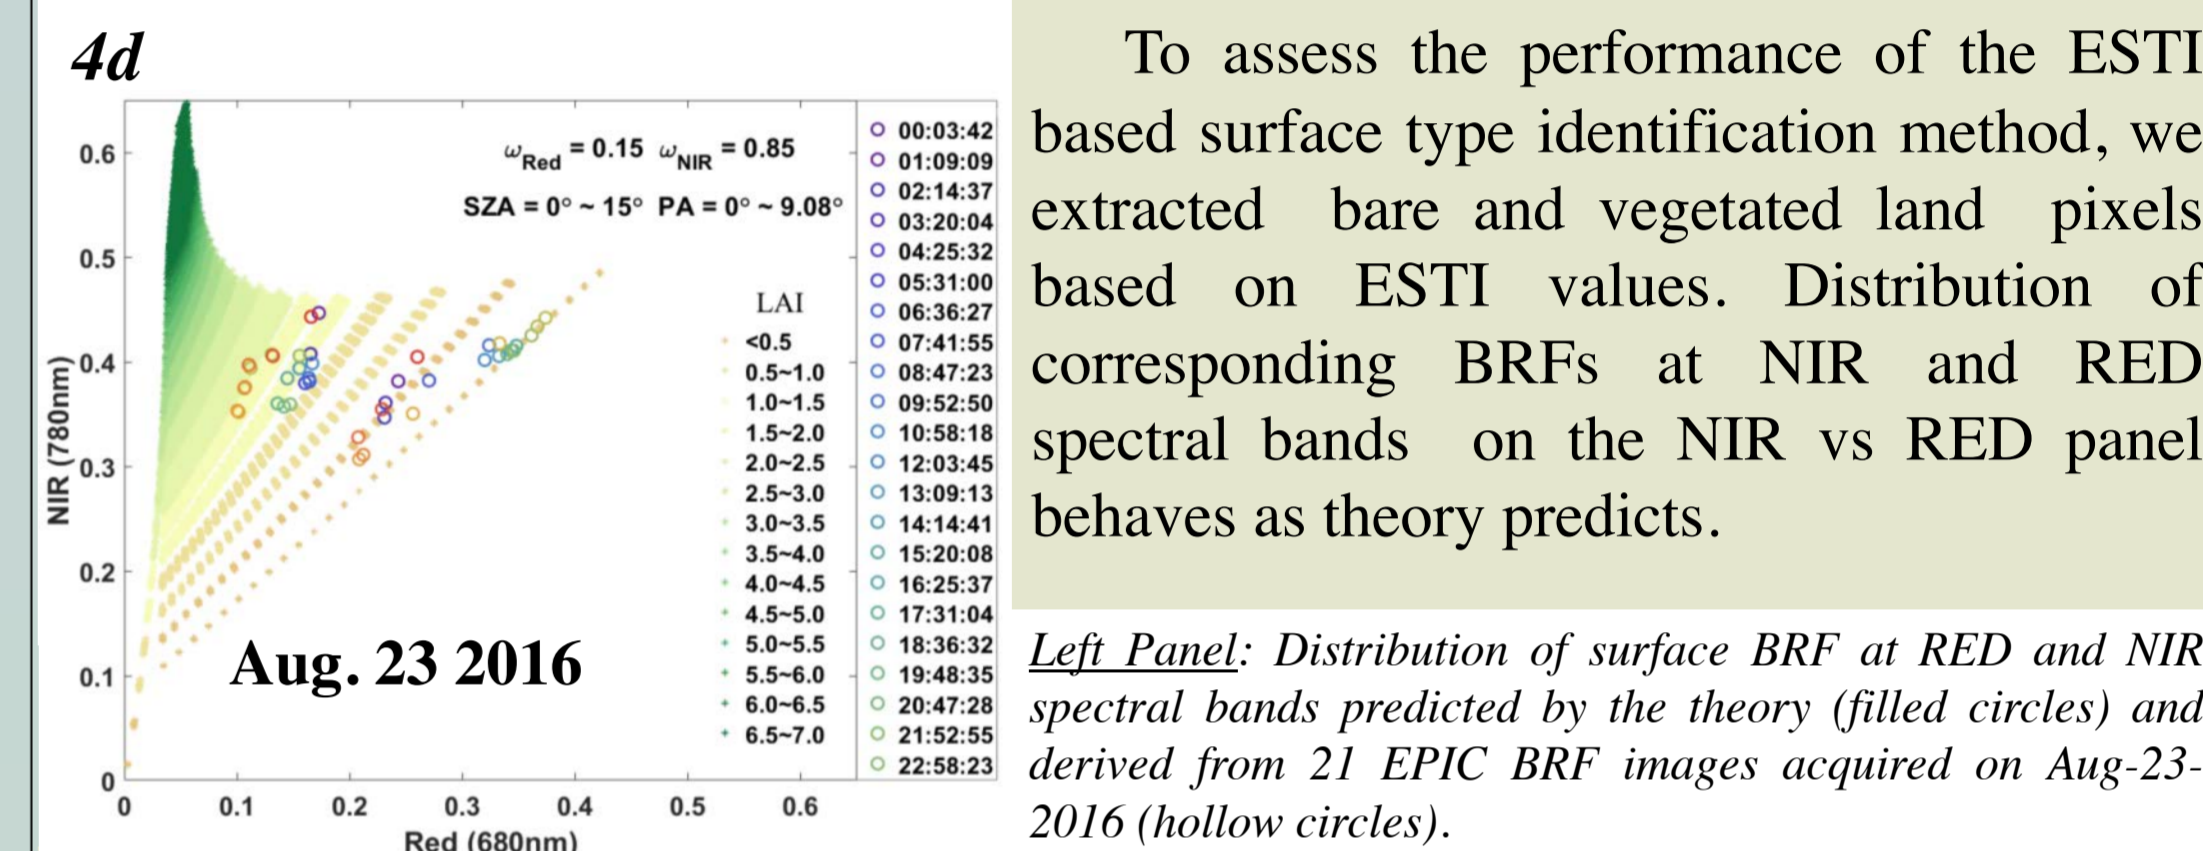 4d
ωRed = 0.15 ωNIR = 0.85
SZA = 0° ~ 15° PA = 0° ~ 9.08°
LAI
<0.5
0.5~1.0
1.0~1.5
1.5~2.0
2.0~2.5
2.5~3.0
3.0~3.5
3.5~4.0
4.0~4.5
4.5~5.0
5.0~5.5
5.5~6.0
6.0~6.5
6.5~7.0
00:03:42
01:09:09
02:14:37
03:20:04
04:25:32
05:31:00
06:36:27
07:41:55
08:47:23
09:52:50
10:58:18
12:03:45
13:09:13
14:14:41
15:20:08
16:25:37
17:31:04
18:36:32
19:48:35
20:47:28
21:52:55
22:58:23
NIR (780nm)
0.6
0.5
0.4
0.3
0.2
0.1
0
Aug. 23 2016
0 0.1 0.2 0.3 0.4 0.5 0.6
Red (680nm)
To assess the performance of the ESTI
based surface type identification method, we
extracted bare and vegetated land pixels
based on ESTI values. Distribution of
corresponding BRFs at NIR and RED
spectral bands on the NIR vs RED panel
behaves as theory predicts.
Left Panel: Distribution of surface BRF at RED and NIR
spectral bands predicted by the theory (filled circles) and
derived from 21 EPIC BRF images acquired on Aug-23-
2016 (hollow circles).